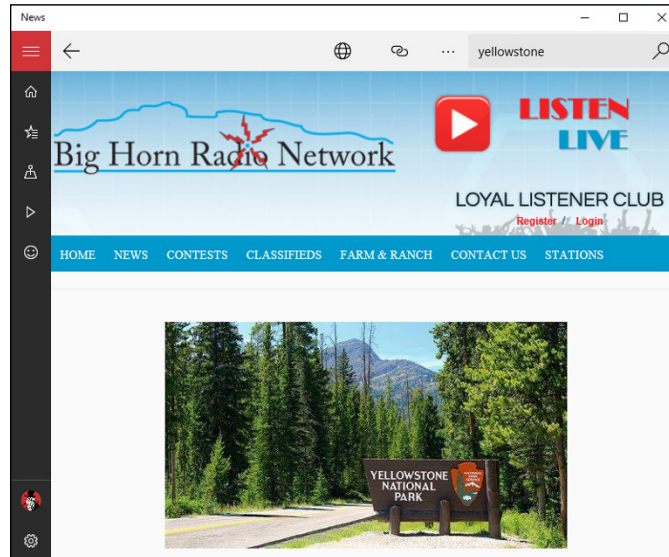 News
yellowstone
Big Horn Radio Network
LISTEN
LIVE
LOYAL LISTENER CLUB
Register / Login
HOME NEWS CONTESTS CLASSIFIEDS FARM & RANCH CONTACT US STATIONS
YELLOWSTONE
NATIONAL
PARK